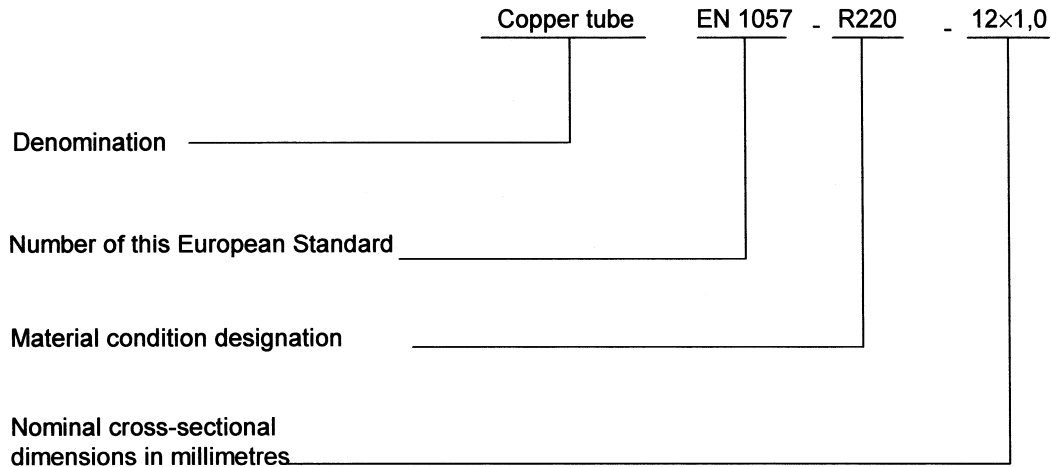 Copper tube EN 1057 - R220 - 12×1,0
Denomination
Number of this European Standard
Material condition designation
Nominal cross-sectional
dimensions in millimetres